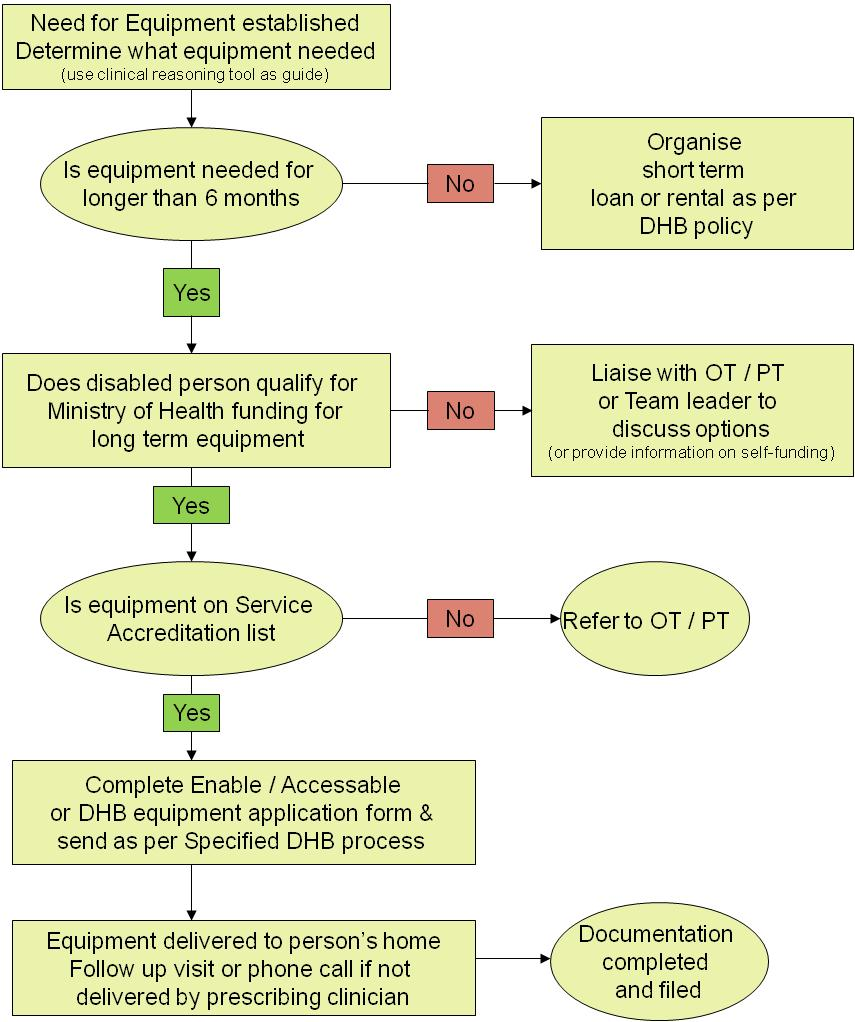 Need for Equipment established
Determine what equipment needed
(use clinical reasoning tool as guide)
Is equipment needed for
longer than 6 months
No
Organise
short term
loan or rental as per
DHB policy
Yes
Does disabled person qualify for
Ministry of Health funding for
long term equipment
No
Liaise with OT / PT
or Team leader to
discuss options
(or provide information on self-funding)
Yes
Is equipment on Service
Accreditation list
No
Refer to OT / PT
Yes
Complete Enable / Accessable
or DHB equipment application form &
send as per Specified DHB process
Equipment delivered to person's home
Follow up visit or phone call if not
delivered by prescribing clinician
Documentation
completed
and filed